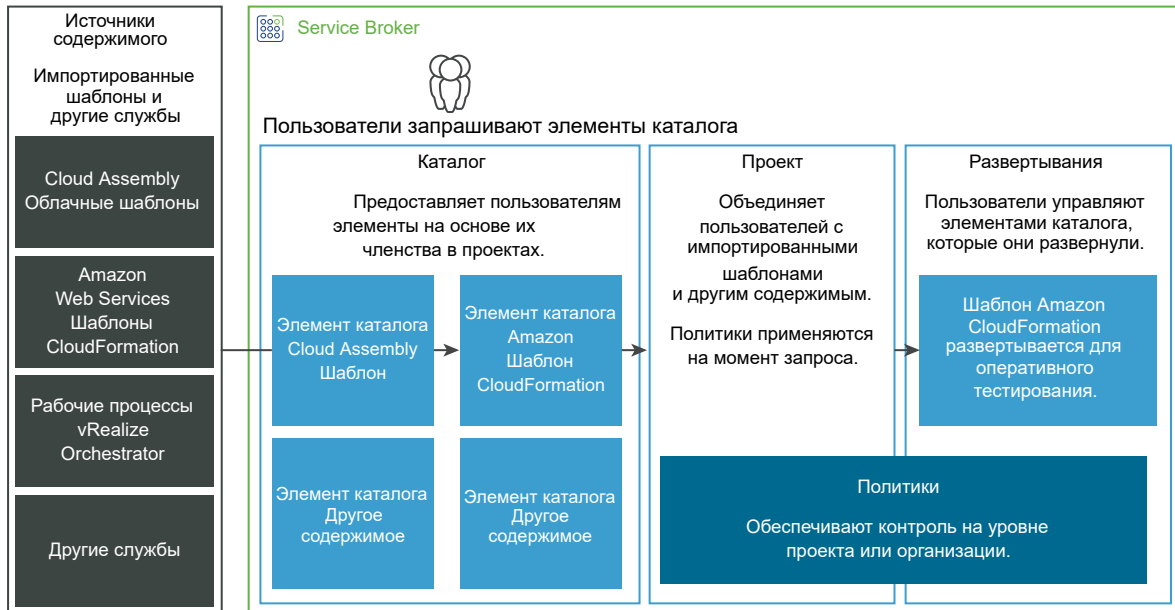 Источники
содержимого
Импортированные
шаблоны и
другие службы
Cloud Assembly
Облачные шаблоны
Amazon
Web Services
Шаблоны
CloudFormation
Рабочие процессы
vRealize
Orchestrator
Другие службы
Service Broker
Пользователи запрашивают элементы каталога
Каталог
Предоставляет пользователям
элементы на основе их
членства в проектах.
Элемент каталога
Cloud Assembly
Шаблон
Элемент каталога
Amazon
Шаблон
CloudFormation
Элемент каталога
Другое
содержимое
Элемент каталога
Другое
содержимое
Проект
Объединяет
пользователей с
импортированными
шаблонами
и другим содержимым.
Политики применяются
на момент запроса.
Развертывания
Пользователи управляют
элементами каталога,
которые они развернули.
Шаблон Amazon
CloudFormation
развертывается для
оперативного
тестирования.
Политики
Обеспечивают контроль на уровне
проекта или организации.